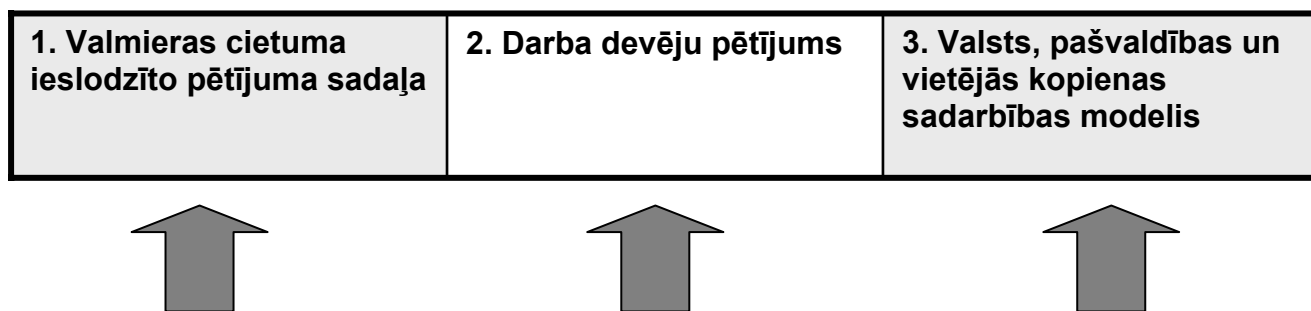 1. Valmieras cietuma
ieslodzīto pētījuma sadaļa
2. Darba devēju pētījums
3. Valsts, pašvaldības un
vietējās kopienas
sadarbības modelis